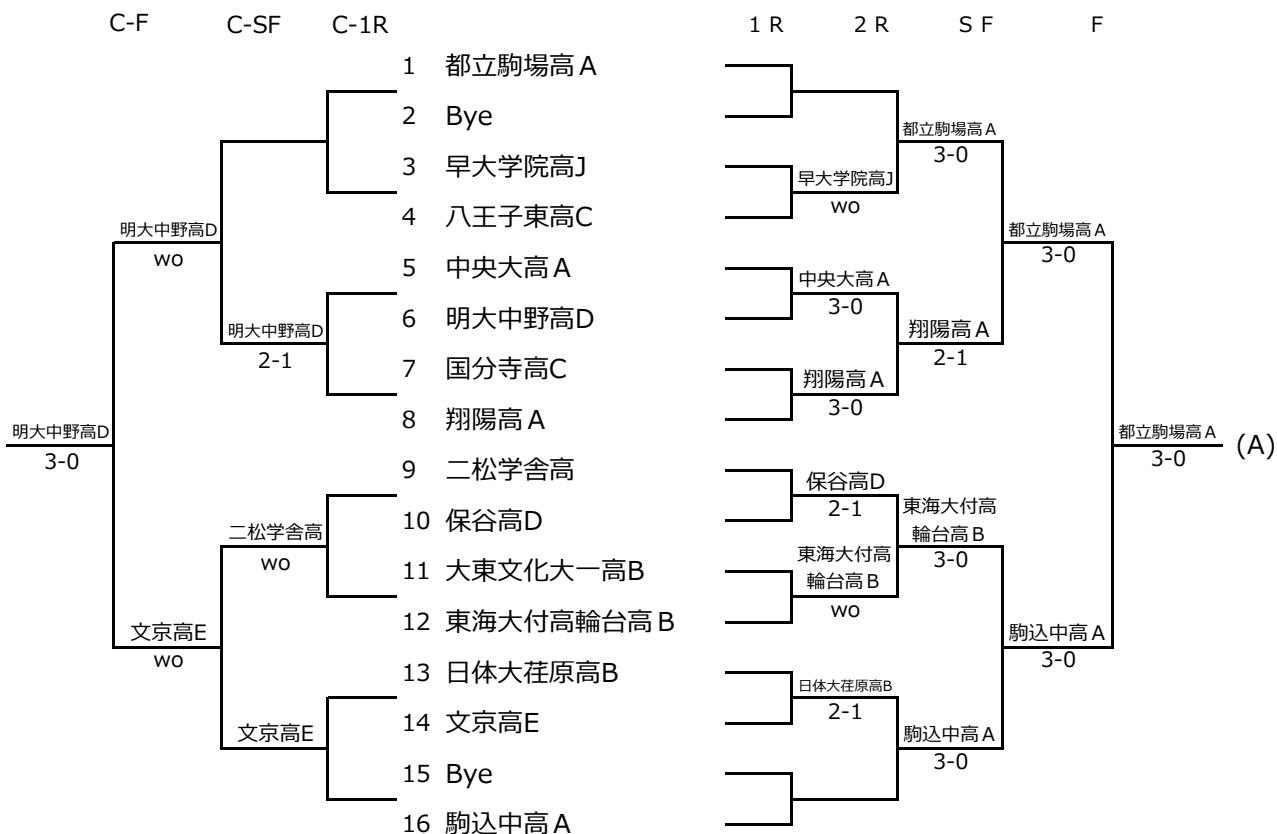 C-F C-SF C-1R 1 R 2 R S F F
1 都立駒場高A
2 Bye
都立駒場高A
3-0
3 早大学院高J
早大学院高J
wo
4 八王子東高C
明大中野高D
wo
都立駒場高A
3-0
5 中央大高A
中央大高A
3-0
6 明大中野高D
明大中野高D
2-1
翔陽高A
2-1
7 国分寺高C
翔陽高A
3-0
8 翔陽高A
明大中野高D
3-0
都立駒場高A
3-0
(A)
9 二松学舎高
保谷高D
2-1
10 保谷高D
二松学舎高
wo
東海大付高
輪台高B
3-0
11 大東文化大一高B
東海大付高
輪台高B
wo
12 東海大付高輪台高B
文京高E
wo
駒込中高A
3-0
13 日体大荏原高B
日体大荏原高B
2-1
14 文京高E
文京高E
駒込中高A
3-0
15 Bye
16 駒込中高A